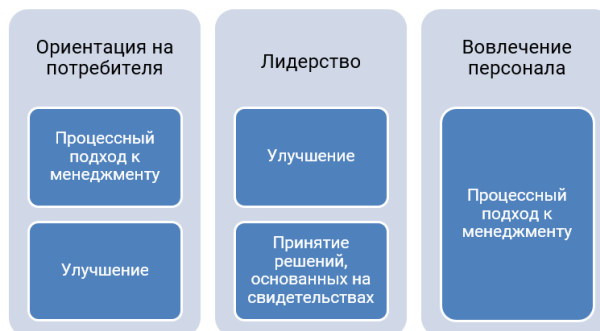 Ориентация на
потребителя
Процессный
подход к
менеджменту
Улучшение
Лидерство
Улучшение
Принятие
решений,
основанных на
свидетельствах
Вовлечение
персонала
Процессный
подход к
менеджменту